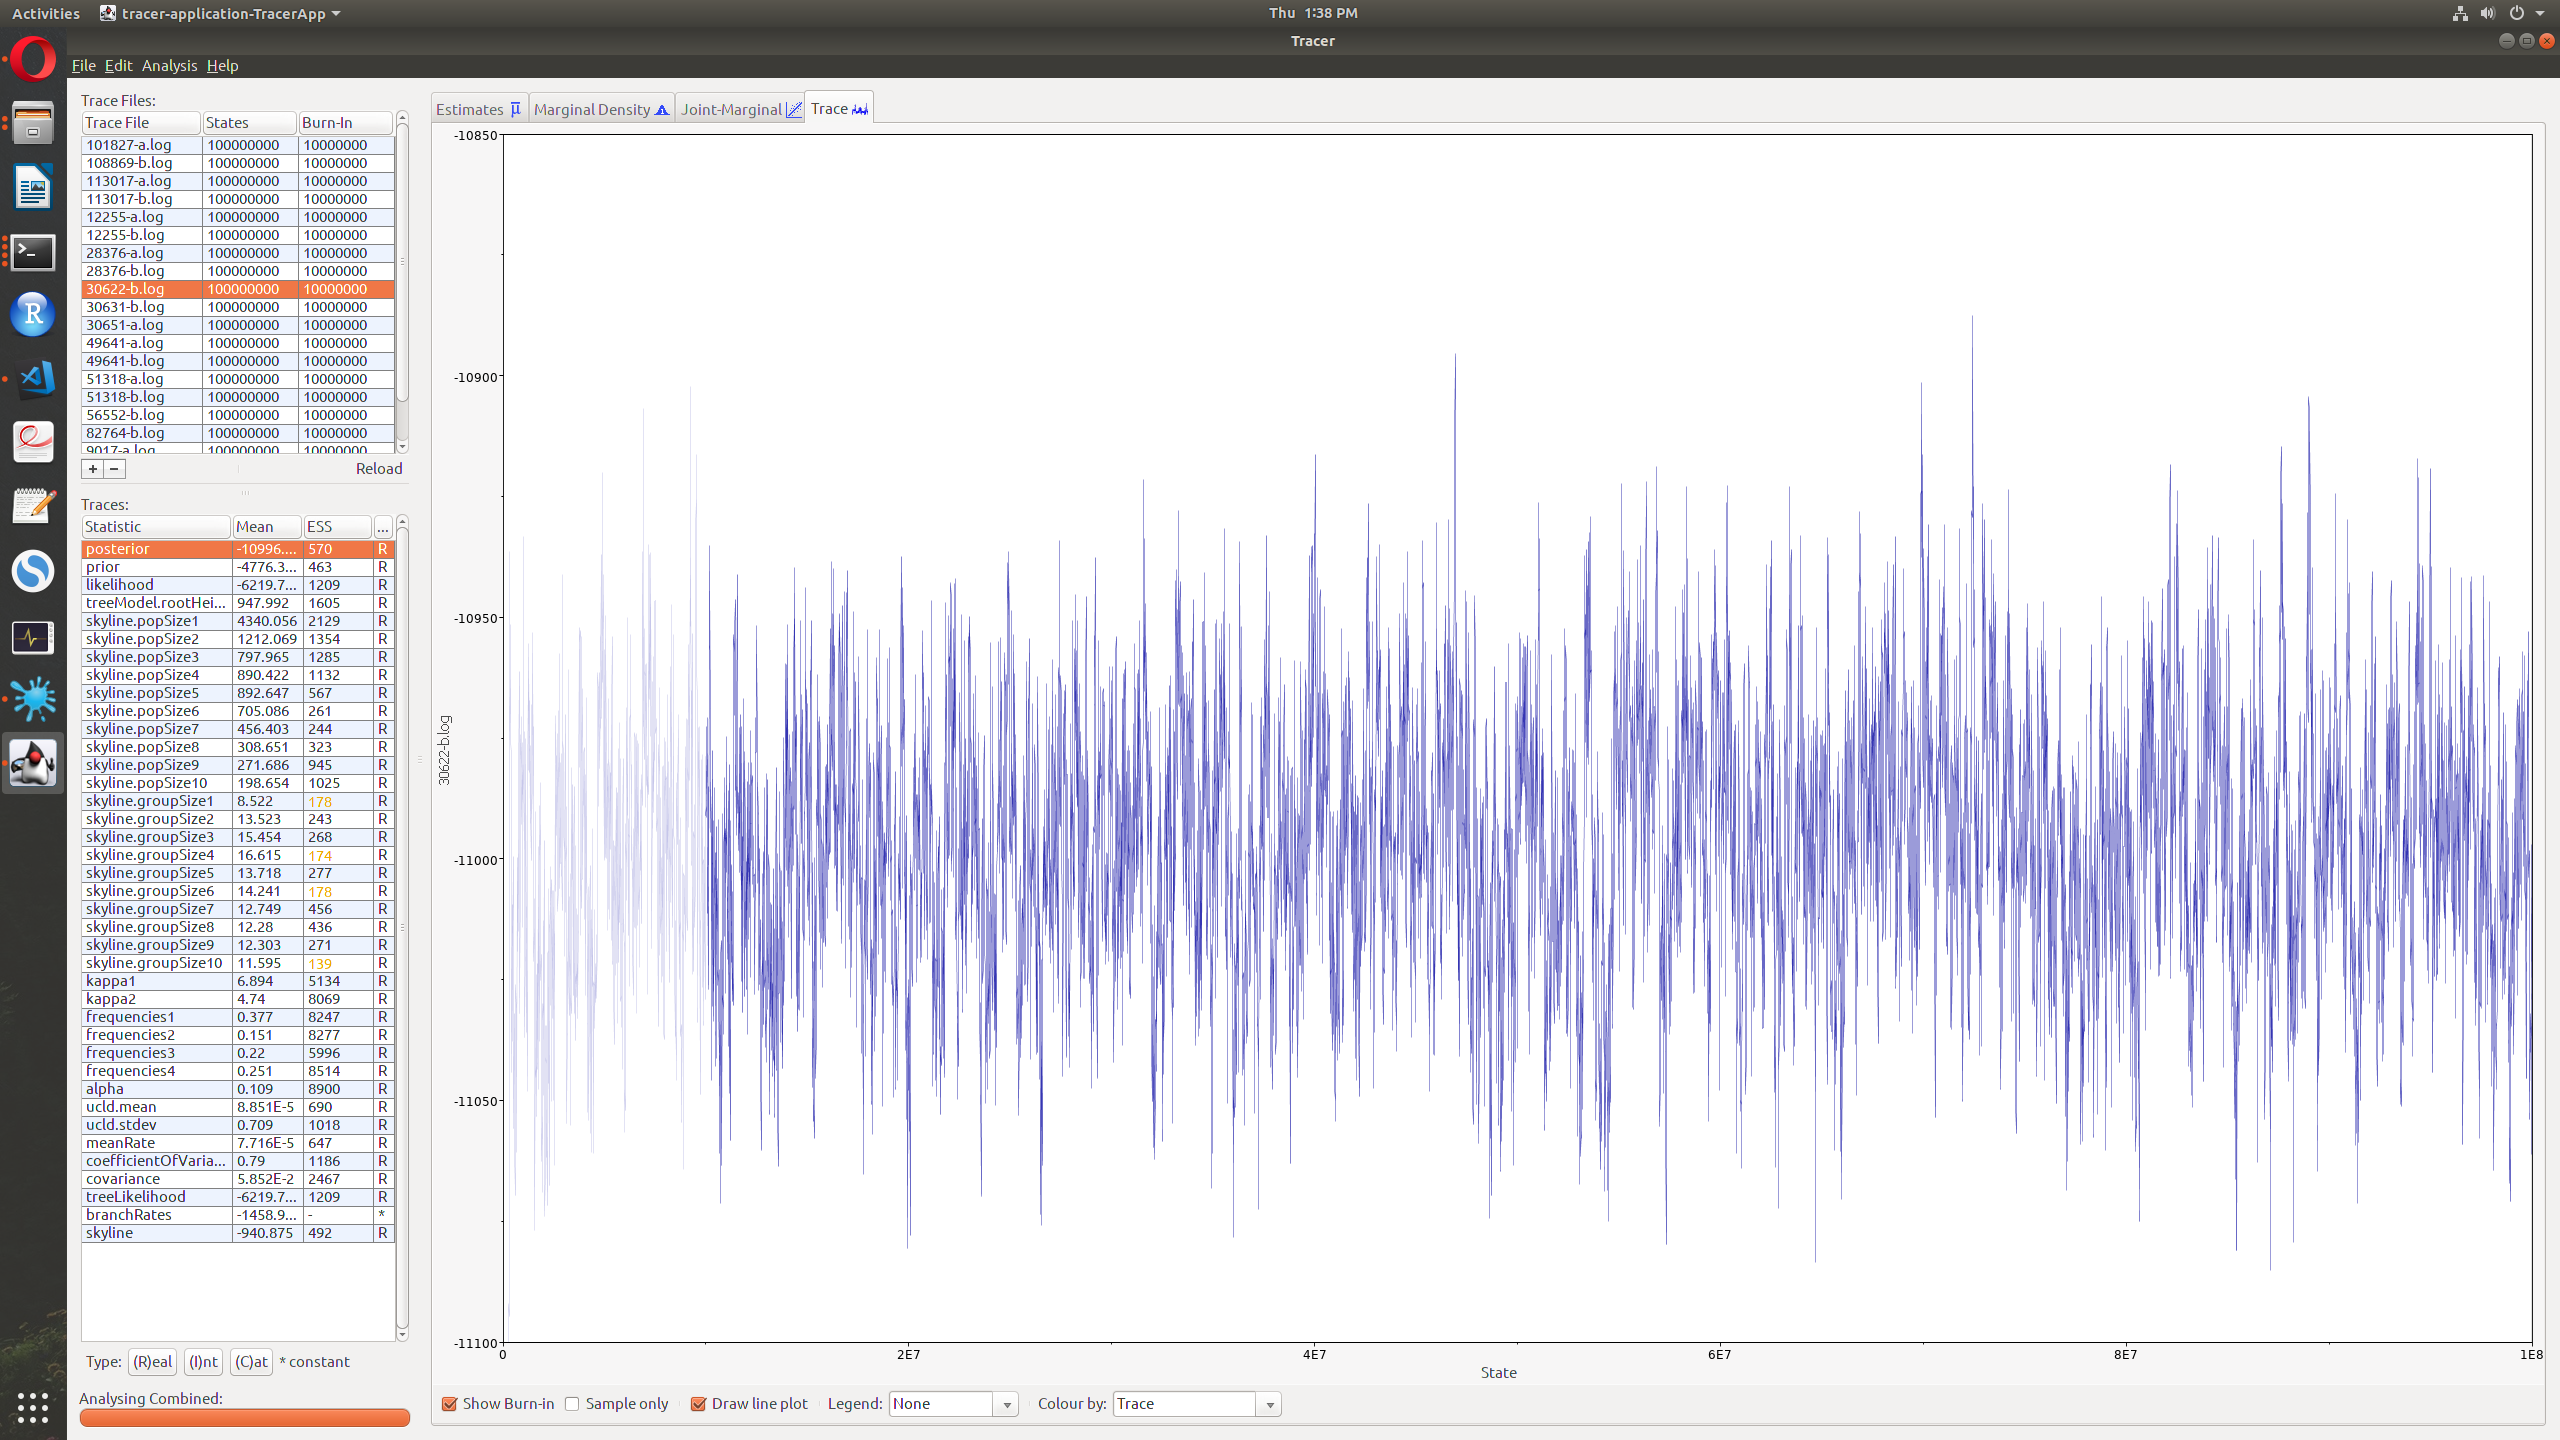 Activities tracer-application-TracerApp Thu 1:38 PM
Tracer
File Edit Analysis Help
Trace Files:
Trace File States Burn-In
101827-a.log 100000000 10000000
108869-b.log 100000000 10000000
113017-a.log 100000000 10000000
113017-b.log 100000000 10000000
12255-a.log 100000000 10000000
12255-b.log 100000000 10000000
28376-a.log 100000000 10000000
28376-b.log 100000000 10000000
30622-b.log 100000000 10000000
30631-b.log 100000000 10000000
30651-a.log 100000000 10000000
49641-a.log 100000000 10000000
49641-b.log 100000000 10000000
51318-a.log 100000000 10000000
51318-b.log 100000000 10000000
56552-b.log 100000000 10000000
82764-b.log 100000000 10000000
9017-a.log 100000000 10000000
+ − Reload
Traces:
Statistic Mean ESS ...
posterior -10996.... 570 R
prior -4776.3... 463 R
likelihood -6219.7... 1209 R
treeModel.rootHei... 947.992 1605 R
skyline.popSize1 4340.056 2129 R
skyline.popSize2 1212.069 1354 R
skyline.popSize3 797.965 1285 R
skyline.popSize4 890.422 1132 R
skyline.popSize5 892.647 567 R
skyline.popSize6 705.086 261 R
skyline.popSize7 456.403 244 R
skyline.popSize8 308.651 323 R
skyline.popSize9 271.686 945 R
skyline.popSize10 198.654 1025 R
skyline.groupSize1 8.522 178 R
skyline.groupSize2 13.523 243 R
skyline.groupSize3 15.454 268 R
skyline.groupSize4 16.615 174 R
skyline.groupSize5 13.718 277 R
skyline.groupSize6 14.241 178 R
skyline.groupSize7 12.749 456 R
skyline.groupSize8 12.28 436 R
skyline.groupSize9 12.303 271 R
skyline.groupSize10 11.595 139 R
kappa1 6.894 5134 R
kappa2 4.74 8069 R
frequencies1 0.377 8247 R
frequencies2 0.151 8277 R
frequencies3 0.22 5996 R
frequencies4 0.251 8514 R
alpha 0.109 8900 R
ucld.mean 8.851E-5 690 R
ucld.stdev 0.709 1018 R
meanRate 7.716E-5 647 R
coefficientOfVaria... 0.79 1186 R
covariance 5.852E-2 2467 R
treeLikelihood -6219.7... 1209 R
branchRates -1458.9... - *
skyline -940.875 492 R
Type: (R)eal (I)nt (C)at * constant
Analysing Combined:
Estimates μ Marginal Density Joint-Marginal Trace
-10850
-10900
-10950
-11000
-11050
-11100
30622-b.log
0 2E7 4E7 6E7 8E7 1E8
State
Show Burn-in Sample only Draw line plot Legend: None Colour by: Trace